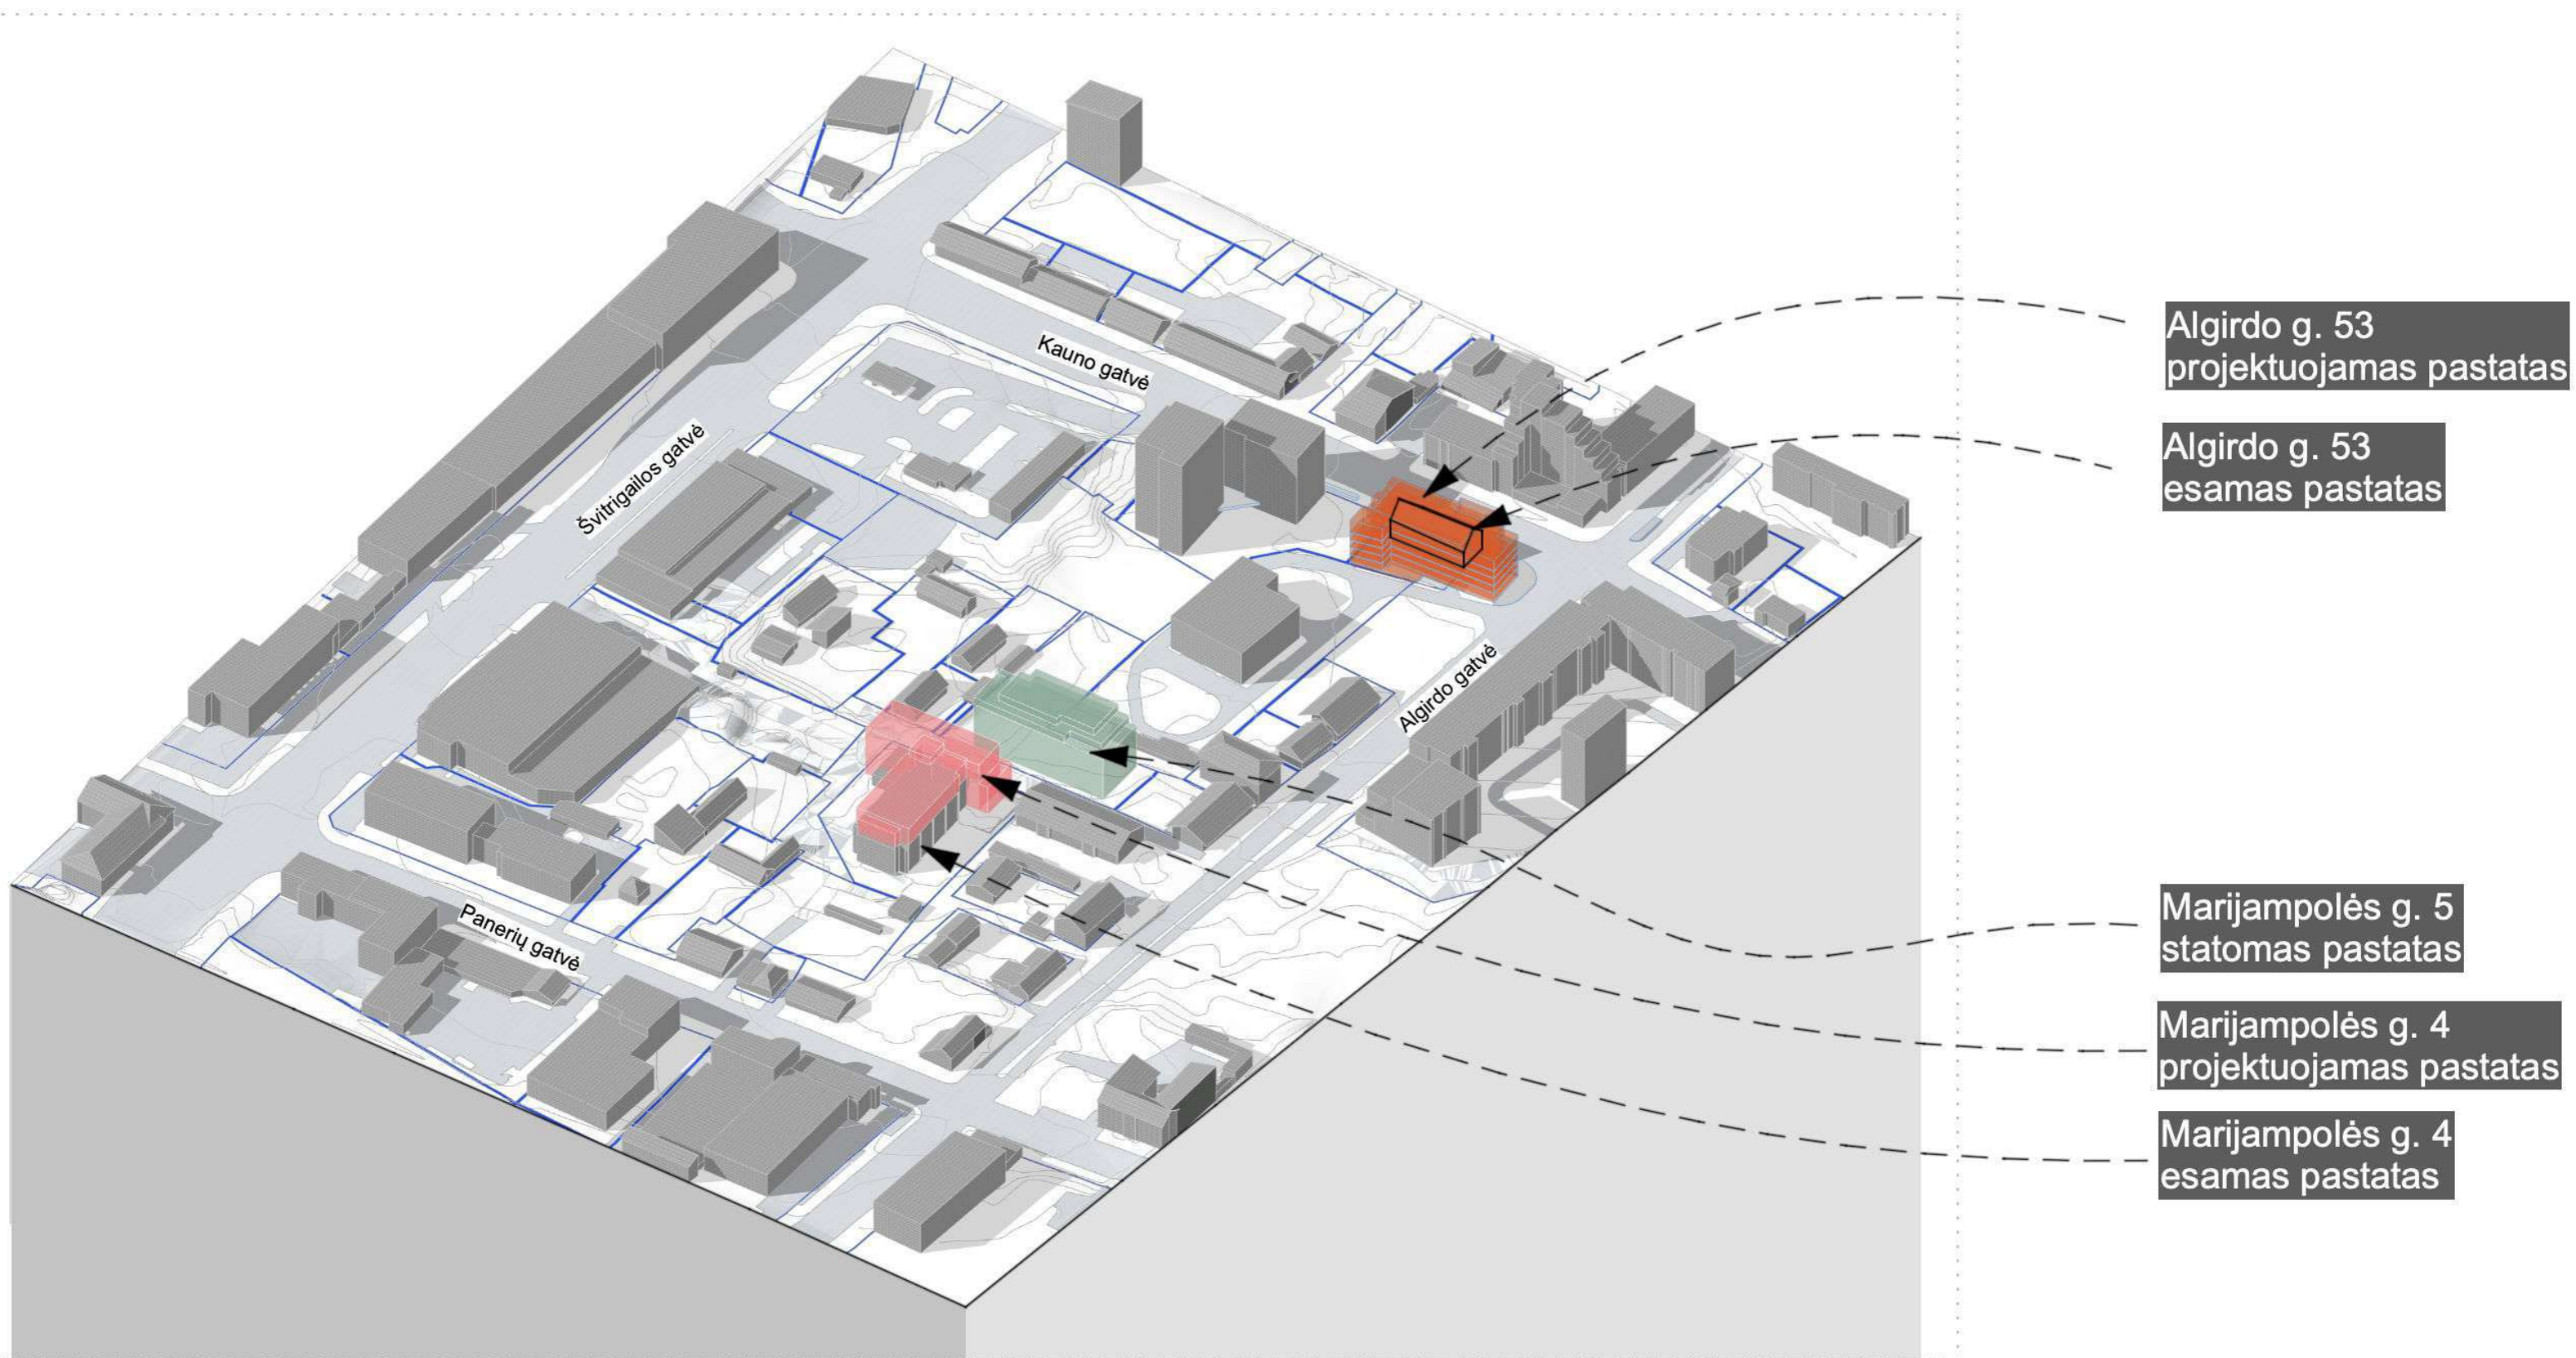 Kauno gatvė
Švitrigailos gatvė
Algirdo gatvė
Panerių gatvė
Algirdo g. 53
projektuojamas pastatas
Algirdo g. 53
esamas pastatas
Marijampolės g. 5
statomas pastatas
Marijampolės g. 4
projektuojamas pastatas
Marijampolės g. 4
esamas pastatas